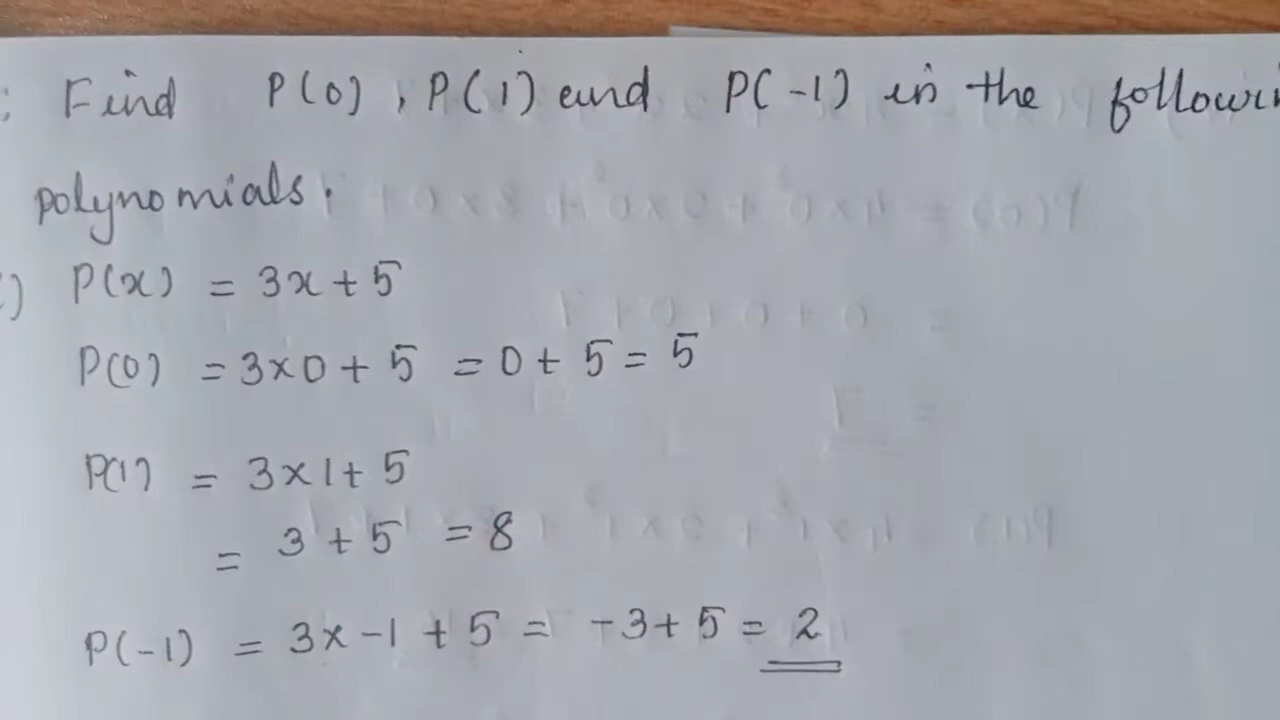 : Find P(0), P(1) and P(-1) in the
polynomials.
) P(x) = 3x + 5
P(0) = 3×0 + 5 = 0 + 5 = 5
P(1) = 3×1 + 5
= 3 + 5 = 8
P(-1) = 3×-1 + 5 = -3 + 5 = 2